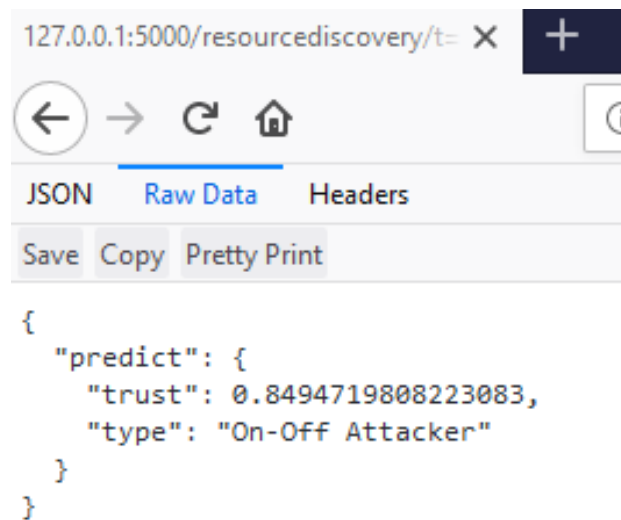 127.0.0.1:5000/resourcediscovery/t=
JSON Raw Data Headers
Save Copy Pretty Print
{
"predict": {
"trust": 0.8494719808223083,
"type": "On-Off Attacker"
}
}